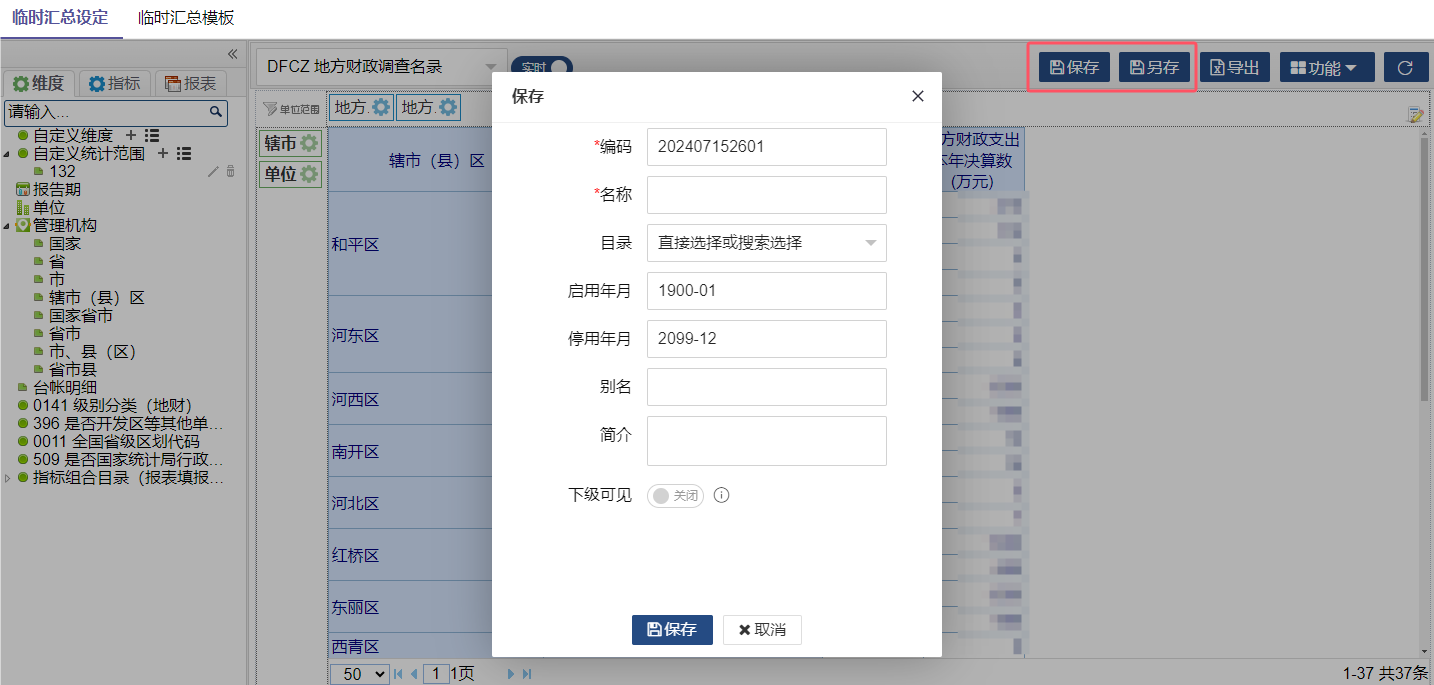 临时汇总设定 临时汇总模板
维度 指标 报表
请输入...
自定义维度
自定义统计范围
132
报告期
单位
管理机构
国家
省
市
辖市（县）区
国家省市
省市
市、县（区）
省市县
台帐明细
0141 级别分类（地财）
396 是否开发区等其他单...
0011 全国省级区划代码
509 是否国家统计局行政...
指标组合目录（报表填报...
DFCZ 地方财政调查名录 实时
保存 另存 导出 功能
单位范围 地方. 地方.
辖市
单位
辖市（县）区
方财政支出
本年决算数
(万元)
和平区
河东区
河西区
南开区
河北区
红桥区
东丽区
西青区
50 1 1页
1-37 共37条
保存
*编码 202407152601
*名称
目录 直接选择或搜索选择
启用年月 1900-01
停用年月 2099-12
别名
简介
下级可见 关闭
保存 取消